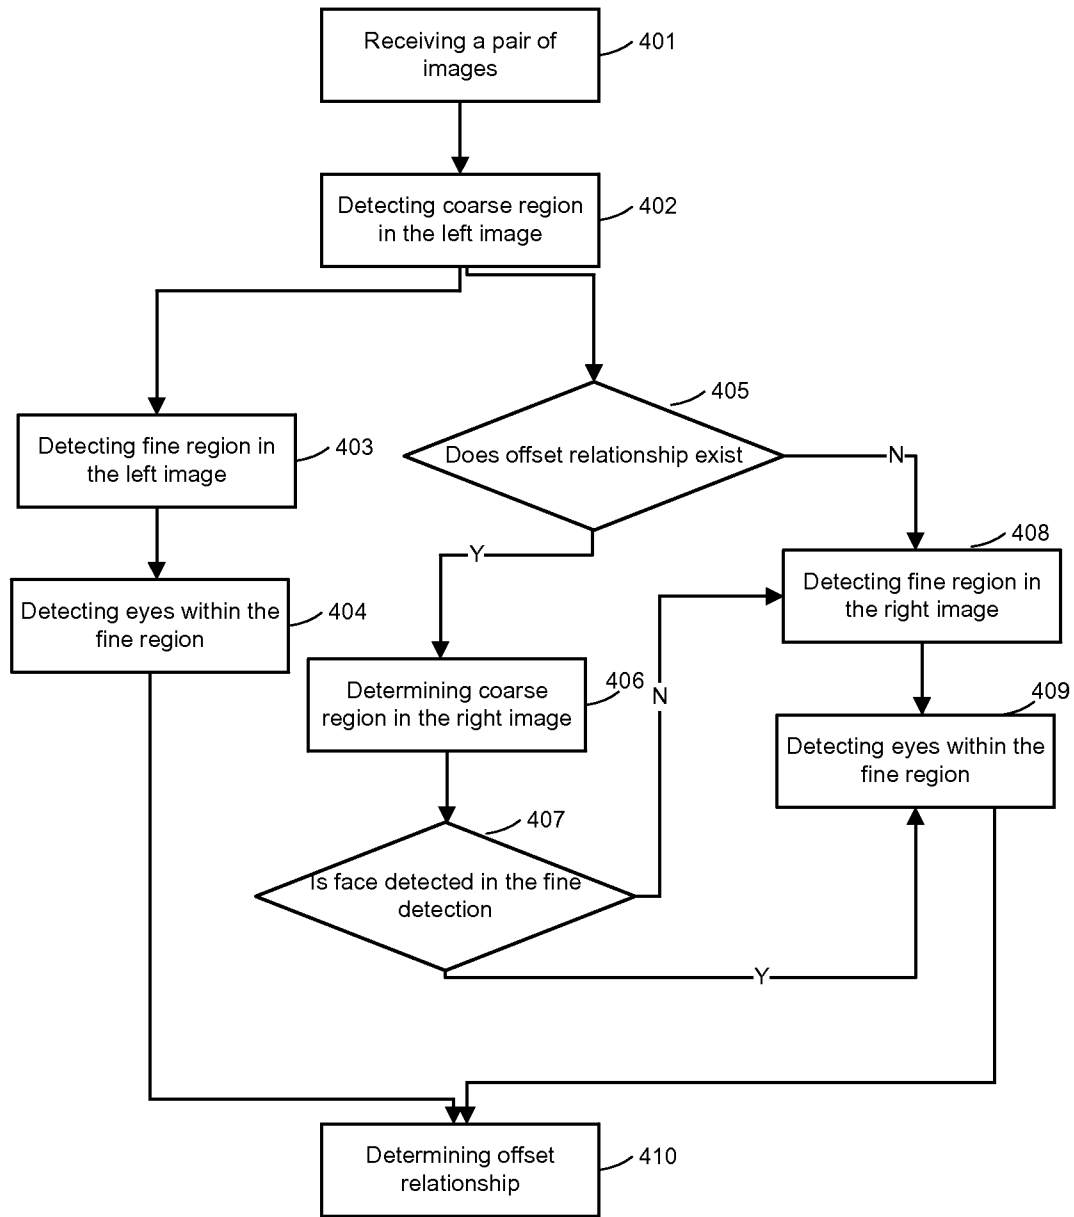 Receiving a pair of
images
401
Detecting coarse region
in the left image
402
405
Does offset relationship exist
N
Y
Detecting fine region in
the left image
403
Detecting eyes within the
fine region
404
408
Detecting fine region in
the right image
Determining coarse
region in the right image
406
N
409
Detecting eyes within the
fine region
407
Is face detected in the fine
detection
Y
Determining offset
relationship
410